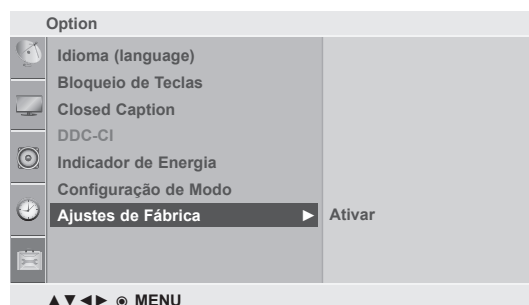 Option
Idioma (language)
Bloqueio de Teclas
Closed Caption
DDC-CI
Indicador de Energia
Configuração de Modo
Ajustes de Fábrica ► Ativar
▲▼◄► ◉ MENU